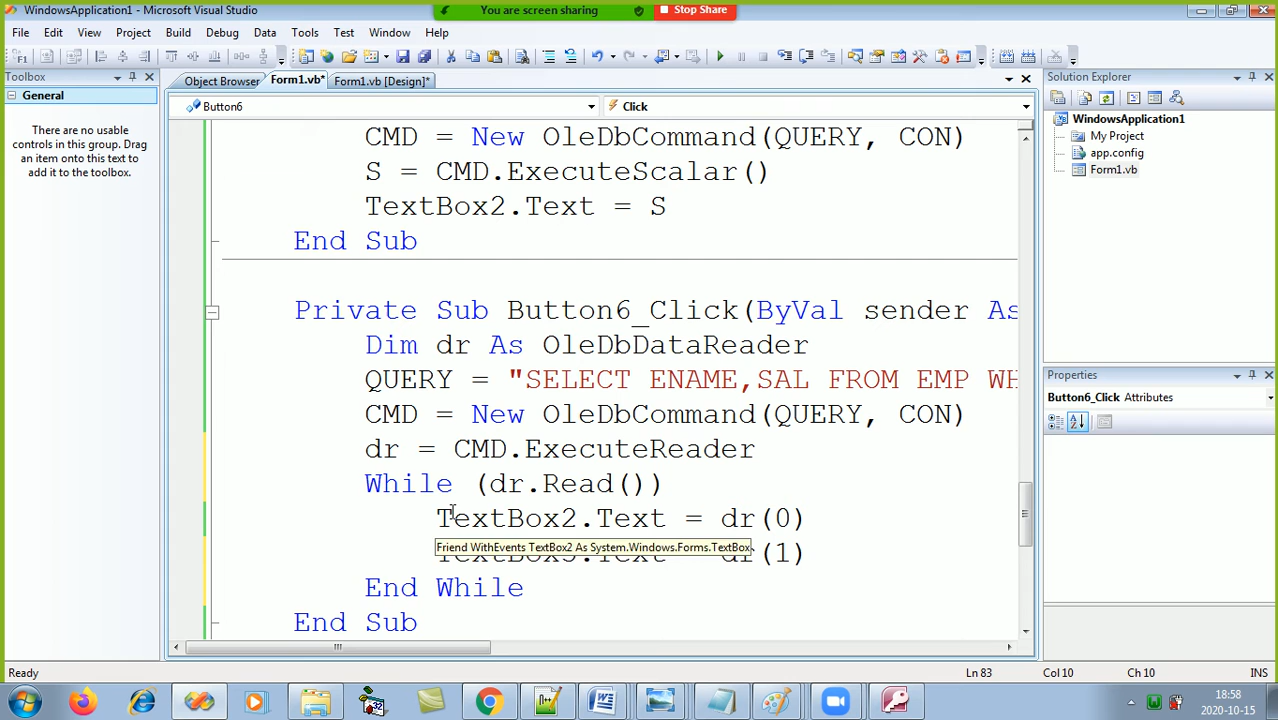 WindowsApplication1 - Microsoft Visual Studio
You are screen sharing
Stop Share
File Edit View Project Build Debug Data Tools Test Window Help
Toolbox
General
There are no usable
controls in this group. Drag
an item onto this text to
add it to the toolbox.
Object Browser Form1.vb* Form1.vb [Design]*
Button6 Click
CMD = New OleDbCommand(QUERY, CON)
S = CMD.ExecuteScalar()
TextBox2.Text = S
End Sub
Private Sub Button6_Click(ByVal sender As
Dim dr As OleDbDataReader
QUERY = "SELECT ENAME,SAL FROM EMP WH
CMD = New OleDbCommand(QUERY, CON)
dr = CMD.ExecuteReader
While (dr.Read())
TextBox2.Text = dr(0)
Friend WithEvents TextBox2 As System.Windows.Forms.TextBox
dr(1)
End While
End Sub
Solution Explorer
WindowsApplication1
My Project
app.config
Form1.vb
Properties
Button6_Click Attributes
Ready Ln 83 Col 10 Ch 10 INS
18:58
2020-10-15